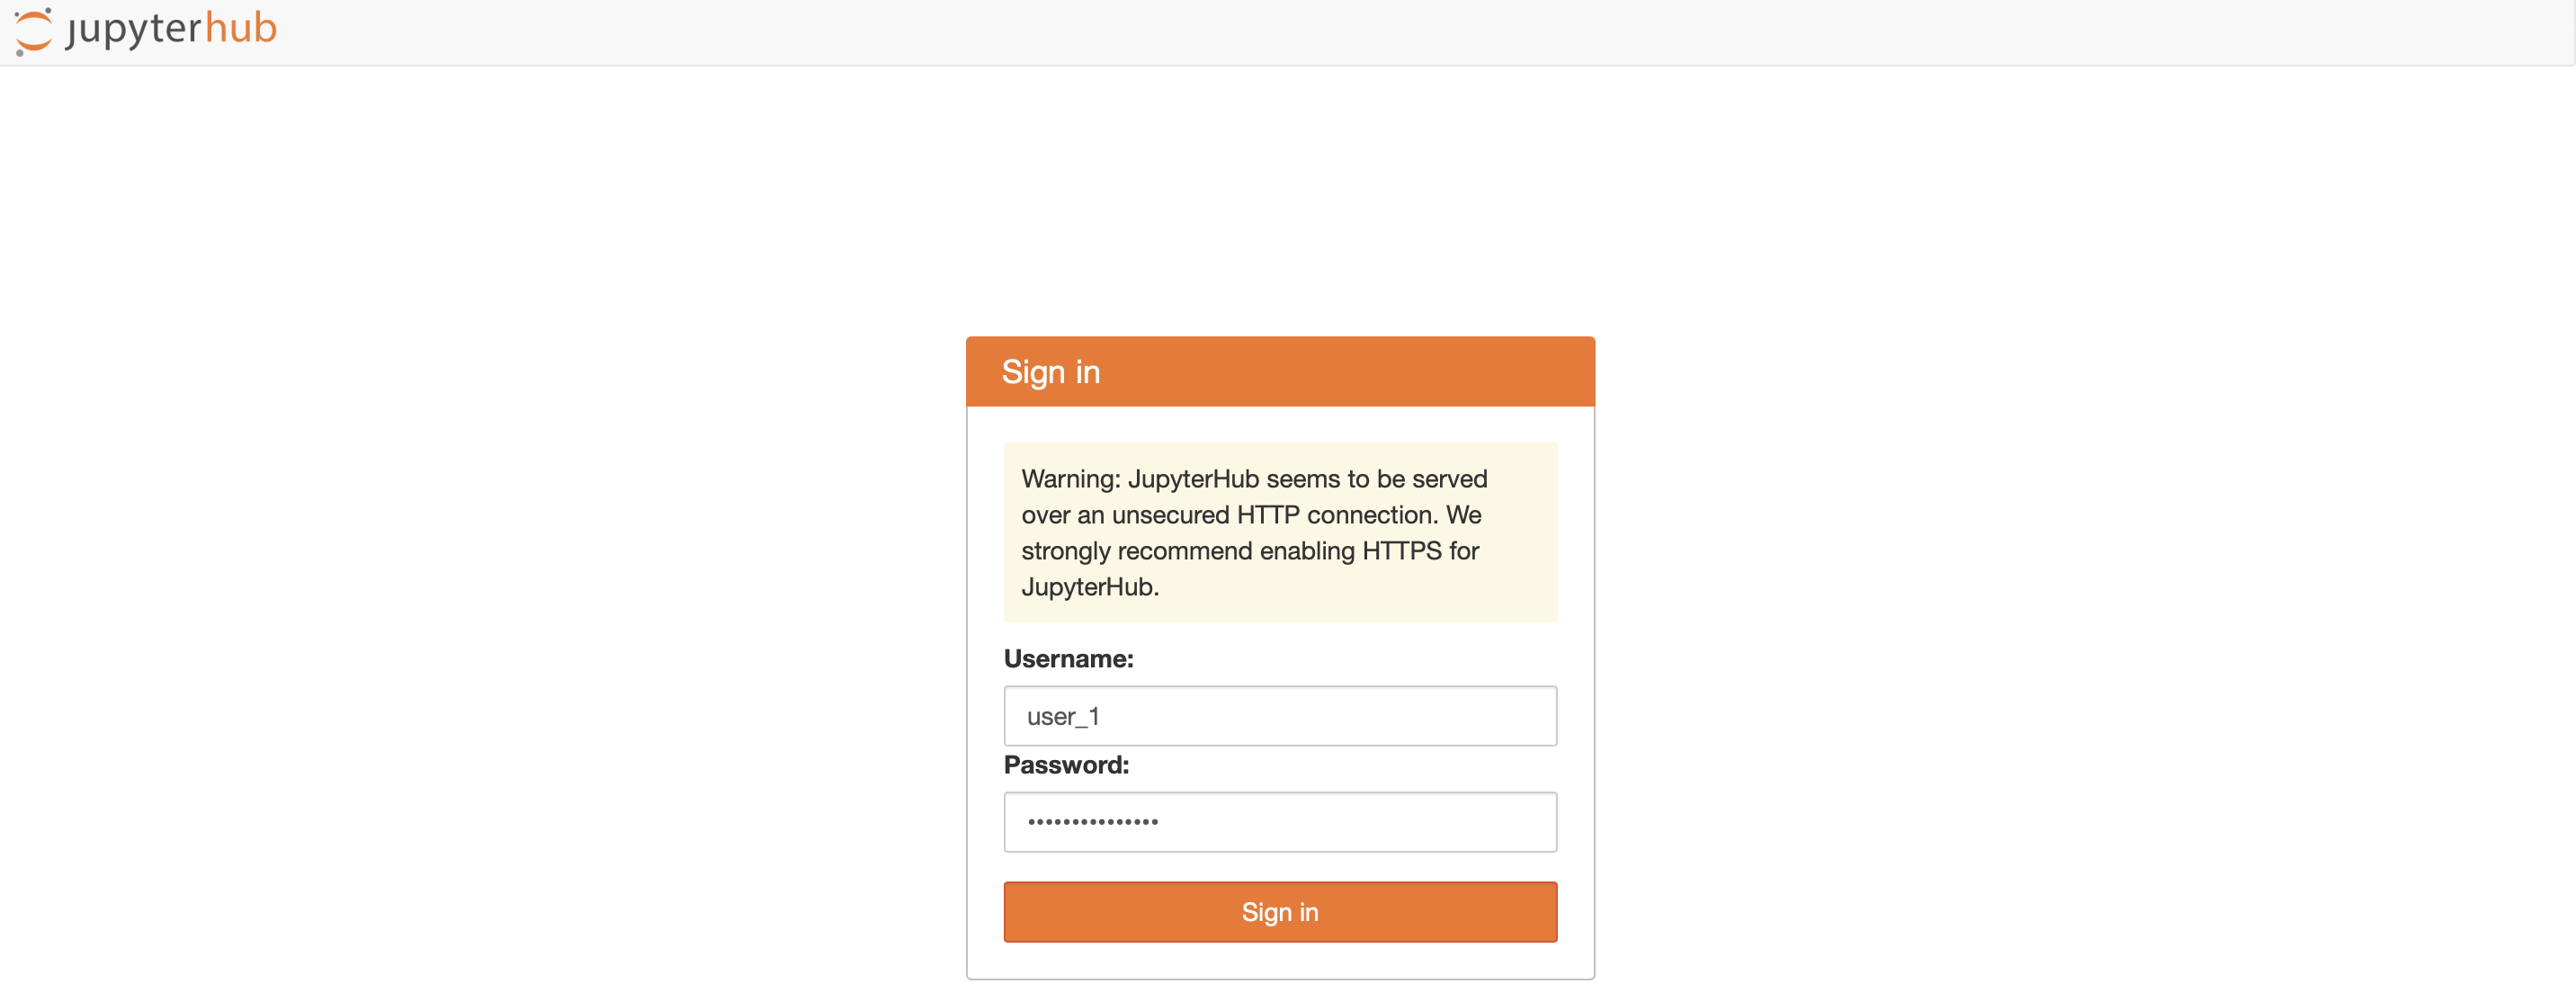 jupyterhub
Sign in
Warning: JupyterHub seems to be served
over an unsecured HTTP connection. We
strongly recommend enabling HTTPS for
JupyterHub.
Username:
user_1
Password:
•••••••••••••••
Sign in